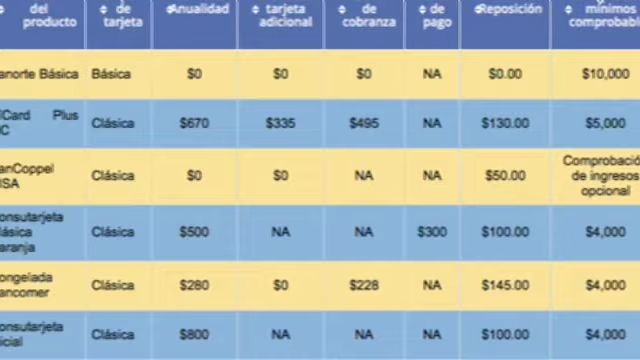 del producto de tarjeta Anualidad tarjeta adicional de cobranza de pago Reposición mínimos
anorte Básica Básica $0 $0 $0 NA $0.00 $10,000
Card Plus Clásica $670 $335 $495 NA $130.00 $5,000
anCoppel Clásica $0 $0 NA NA $50.00 de ingresos opcional
onsutarjeta Clásica $500 NA NA $300 $100.00 $4,000
lásica
aranja
ongelada Clásica $280 $0 $228 NA $145.00 $4,000
ancomer
onsutarjeta Clásica $800 NA NA NA $100.00 $4,000
icial